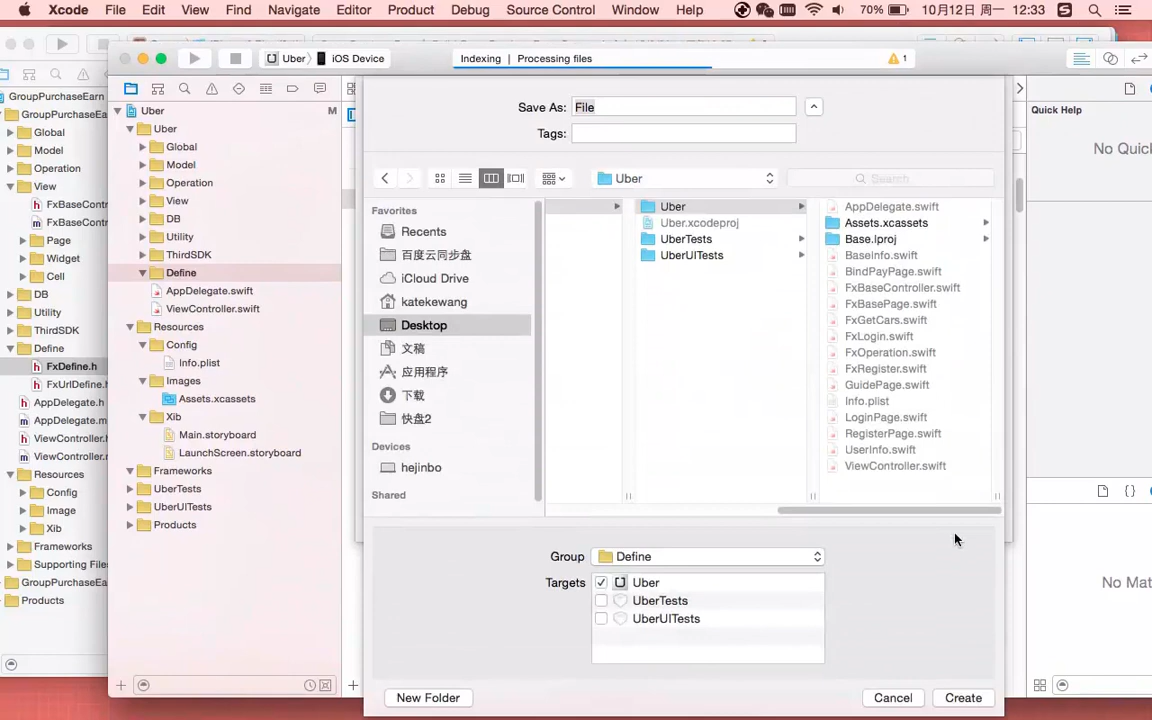 Xcode File Edit View Find Navigate Editor Product Debug Source Control Window Help 70% 10月12日 周一 12:33
Uber iOS Device
Indexing | Processing files
1
GroupPurchaseEarn
GroupPurchaseEa
Global
Model
Operation
View
FxBaseContr
FxBaseContr
Page
Widget
Cell
DB
Utility
ThirdSDK
Define
FxDefine.h
FxUrlDefine.h
AppDelegate.h
AppDelegate.m
ViewController.h
ViewController.m
Resources
Config
Image
Xib
Frameworks
Supporting Files
GroupPurchaseEa
Products
Uber M
Uber
Global
Model
Operation
View
DB
Utility
ThirdSDK
Define
AppDelegate.swift
ViewController.swift
Resources
Config
Info.plist
Images
Assets.xcassets
Xib
Main.storyboard
LaunchScreen.storyboard
Frameworks
UberTests
UberUITests
Products
Save As: File
Tags:
Uber
Search
Favorites
Recents
百度云同步盘
iCloud Drive
katekewang
Desktop
文稿
应用程序
下载
快盘2
Devices
hejinbo
Shared
Uber
Uber.xcodeproj
UberTests
UberUITests
AppDelegate.swift
Assets.xcassets
Base.lproj
BaseInfo.swift
BindPayPage.swift
FxBaseController.swift
FxBasePage.swift
FxGetCars.swift
FxLogin.swift
FxOperation.swift
FxRegister.swift
GuidePage.swift
Info.plist
LoginPage.swift
RegisterPage.swift
UserInfo.swift
ViewController.swift
Group Define
Targets Uber
UberTests
UberUITests
New Folder Cancel Create
Quick Help
No Quick
No Mat